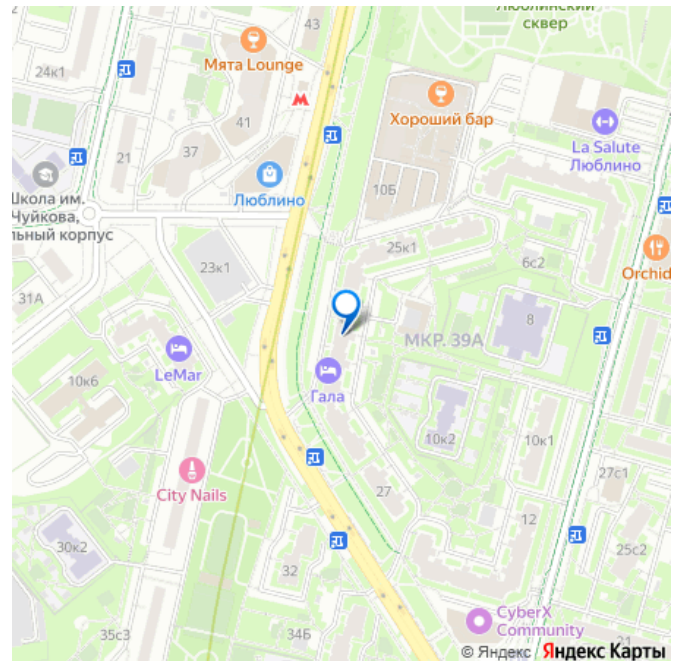 Люблинский
сквер
43
Мята Lounge
24к1
41
Хороший бар
La Salute
Люблино
21
37
Школа им.
Чуйкова,
льный корпус
Люблино
10Б
25к1
6с2
Orchid
23к1
31А
8
МКР. 39А
LeMar
10к6
Гала
10к2
10к1
27с1
City Nails
27
12
30к2
32
25с2
35с3
34Б
CyberX
Community
21
© Яндекс Яндекс Карты